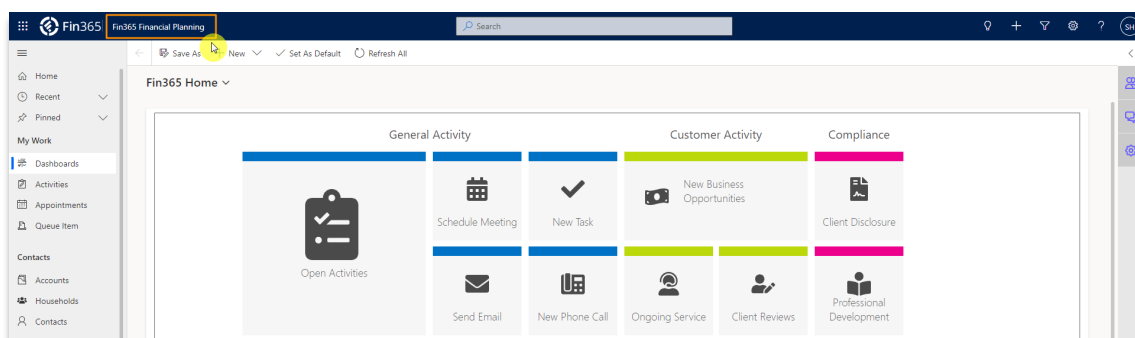 Fin365 Fin365 Financial Planning Search ? SH
Save As New Set As Default Refresh All
Home
Recent
Pinned
My Work
Dashboards
Activities
Appointments
Queue Item
Contacts
Accounts
Households
Contacts
Fin365 Home
General Activity Customer Activity Compliance
Open Activities
Schedule Meeting
New Task
New Business
Opportunities
Client Disclosure
Send Email
New Phone Call
Ongoing Service
Client Reviews
Professional
Development